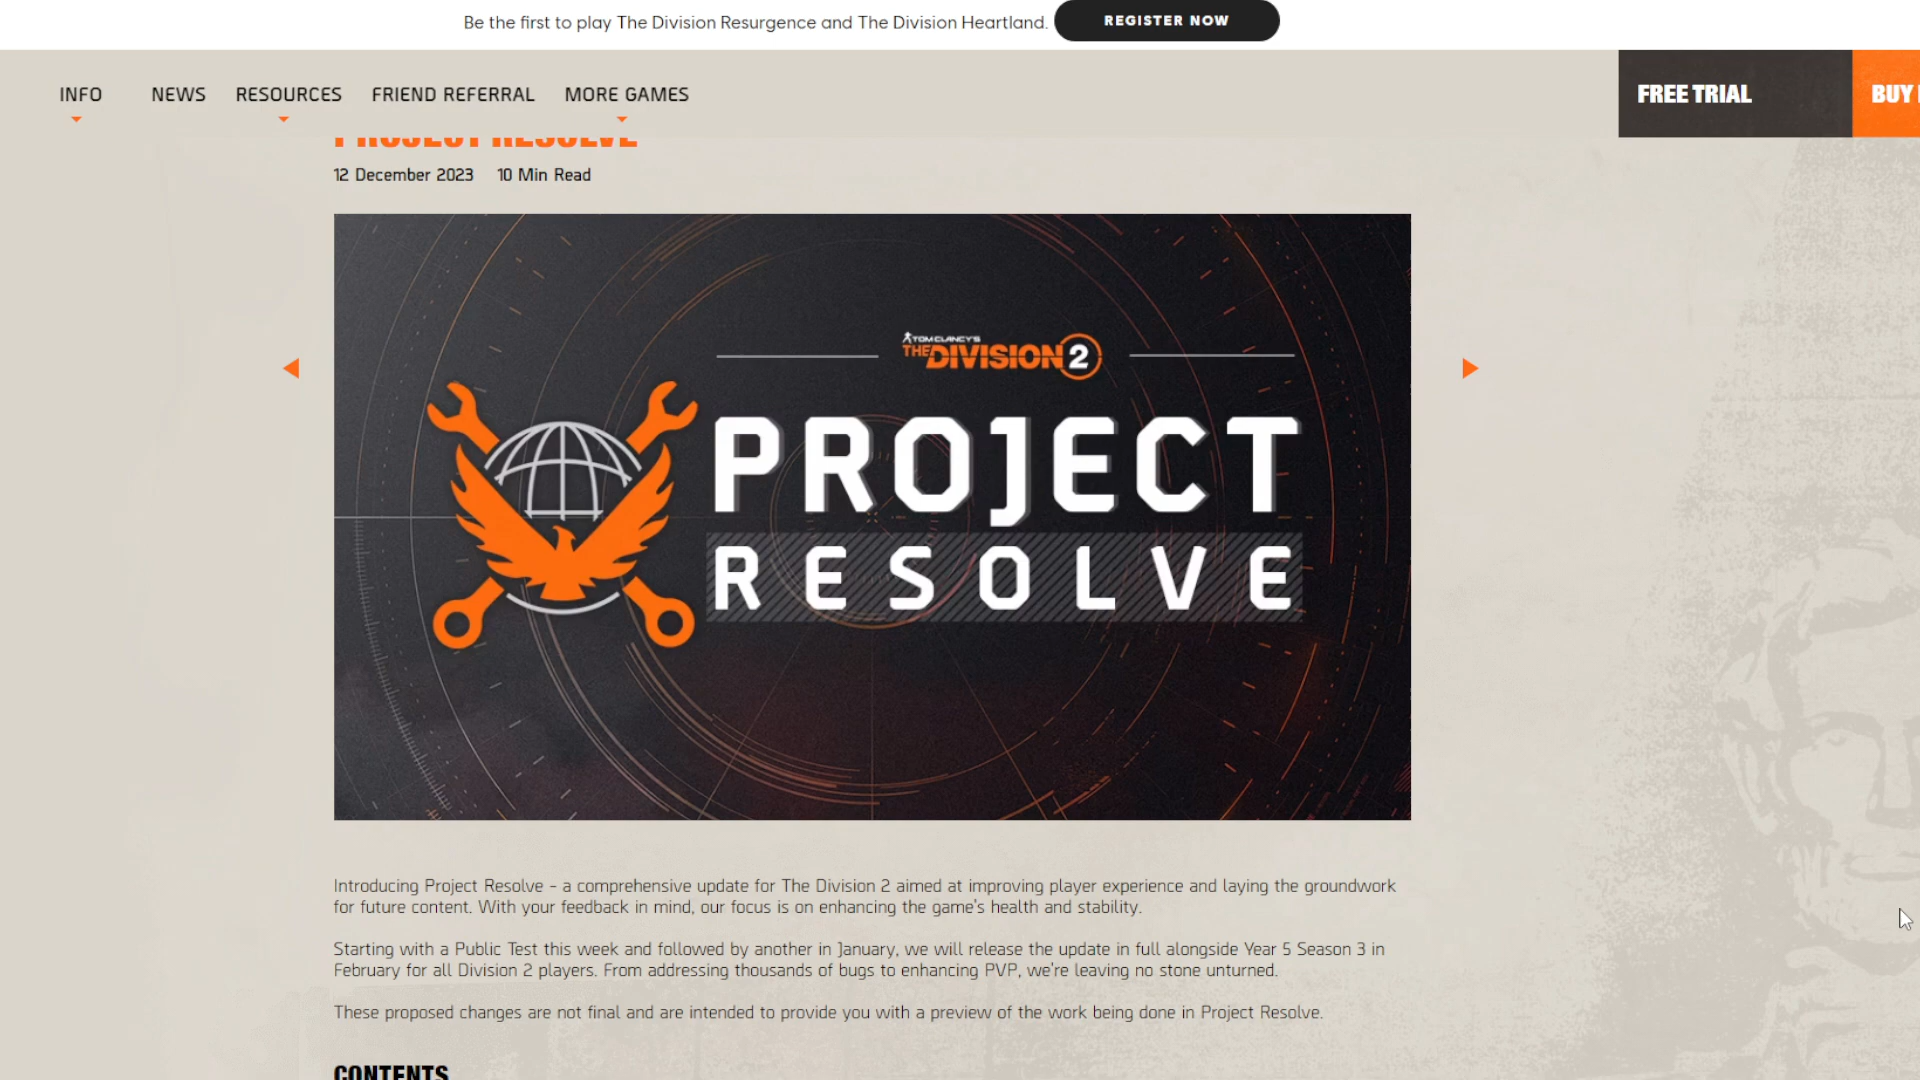 Be the first to play The Division Resurgence and The Division Heartland. REGISTER NOW
INFO NEWS RESOURCES FRIEND REFERRAL MORE GAMES FREE TRIAL BUY
PROJECT RESOLVE
12 December 2023 10 Min Read
TOM CLANCY'S
THE DIVISION 2
PROJECT
RESOLVE
Introducing Project Resolve - a comprehensive update for The Division 2 aimed at improving player experience and laying the groundwork
for future content. With your feedback in mind, our focus is on enhancing the game's health and stability.
Starting with a Public Test this week and followed by another in January, we will release the update in full alongside Year 5 Season 3 in
February for all Division 2 players. From addressing thousands of bugs to enhancing PVP, we're leaving no stone unturned.
These proposed changes are not final and are intended to provide you with a preview of the work being done in Project Resolve.
CONTENTS